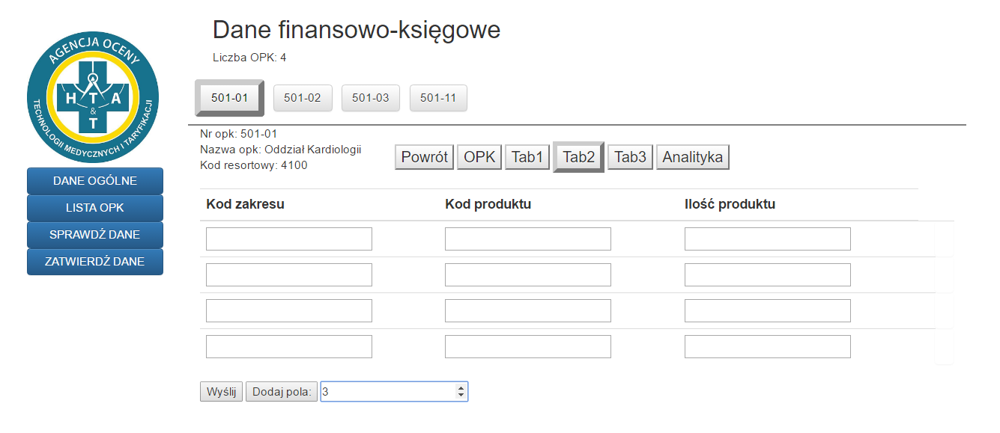 Dane finansowo-księgowe
Liczba OPK: 4
AGENCJA OCENY
TECHNOLOGII MEDYCZNYCH I TARYFIKACJI
H T A
&
T
501-01 501-02 501-03 501-11
Nr opk: 501-01
Nazwa opk: Oddział Kardiologii
Kod resortowy: 4100
Powrót OPK Tab1 Tab2 Tab3 Analityka
DANE OGÓLNE
LISTA OPK
SPRAWDŹ DANE
ZATWIERDŹ DANE
Kod zakresu Kod produktu Ilość produktu
Wyślij Dodaj pola: 3